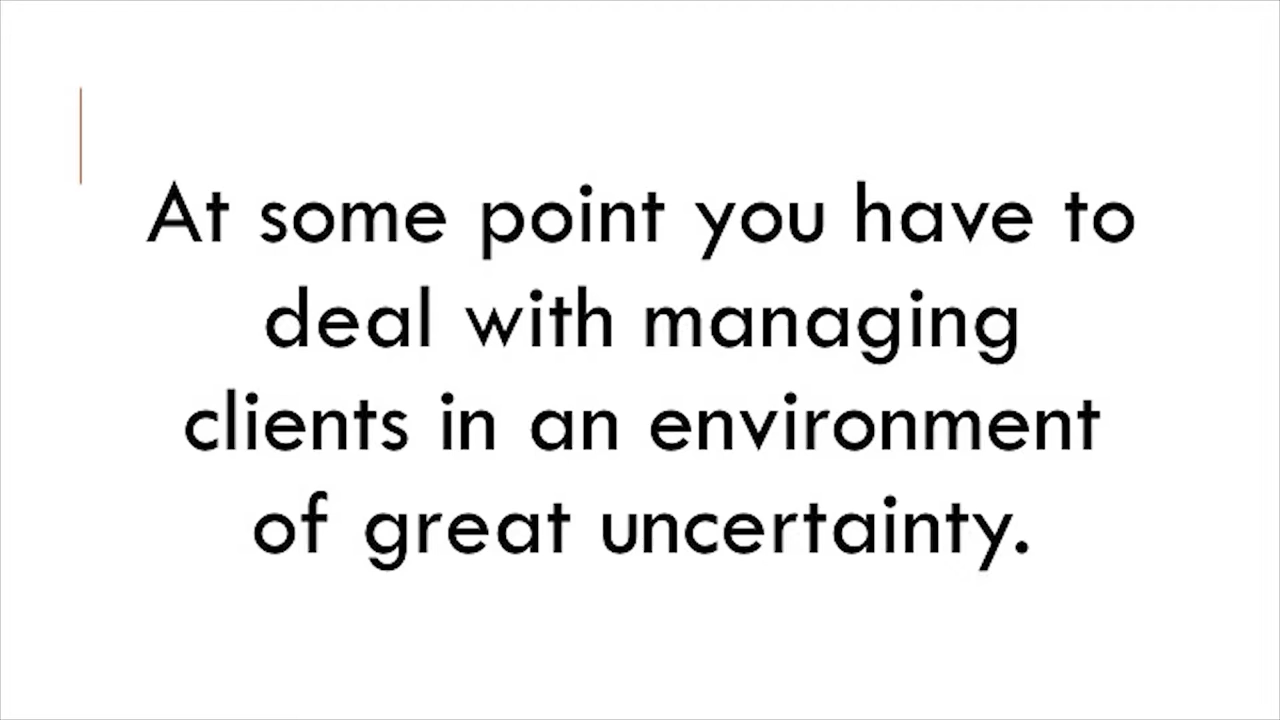 At some point you have to
deal with managing
clients in an environment
of great uncertainty.